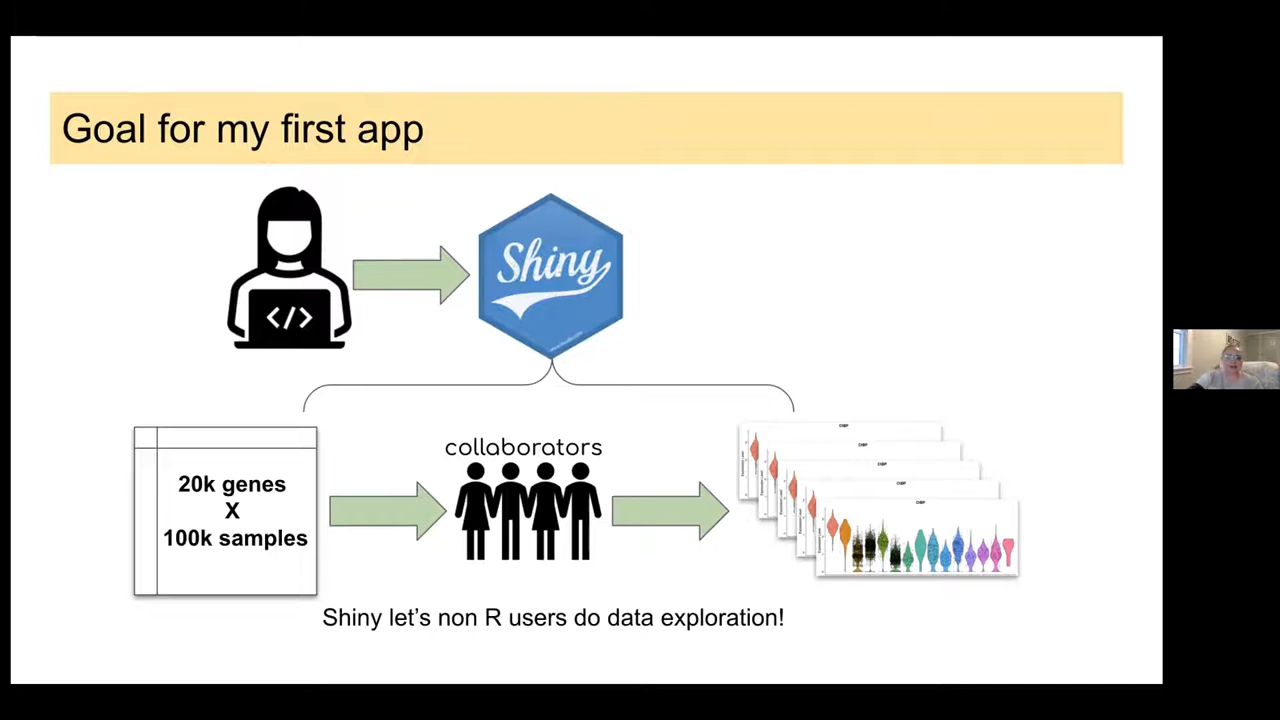 Goal for my first app
</>
Shiny
collaborators
20k genes
X
100k samples
Shiny let's non R users do data exploration!